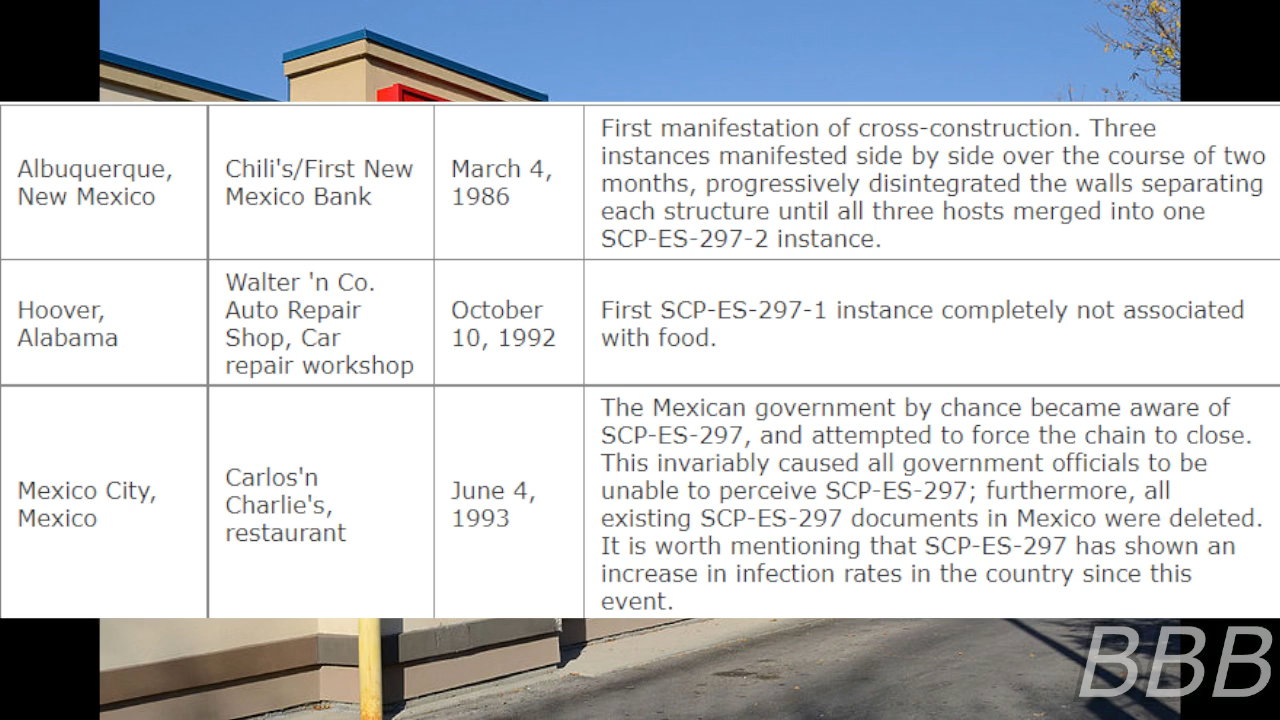 Albuquerque,
New Mexico
Chili's/First New
Mexico Bank
March 4,
1986
First manifestation of cross-construction. Three
instances manifested side by side over the course of two
months, progressively disintegrated the walls separating
each structure until all three hosts merged into one
SCP-ES-297-2 instance.
Hoover,
Alabama
Walter 'n Co.
Auto Repair
Shop, Car
repair workshop
October
10, 1992
First SCP-ES-297-1 instance completely not associated
with food.
Mexico City,
Mexico
Carlos'n
Charlie's,
restaurant
June 4,
1993
The Mexican government by chance became aware of
SCP-ES-297, and attempted to force the chain to close.
This invariably caused all government officials to be
unable to perceive SCP-ES-297; furthermore, all
existing SCP-ES-297 documents in Mexico were deleted.
It is worth mentioning that SCP-ES-297 has shown an
increase in infection rates in the country since this
event.
BBB